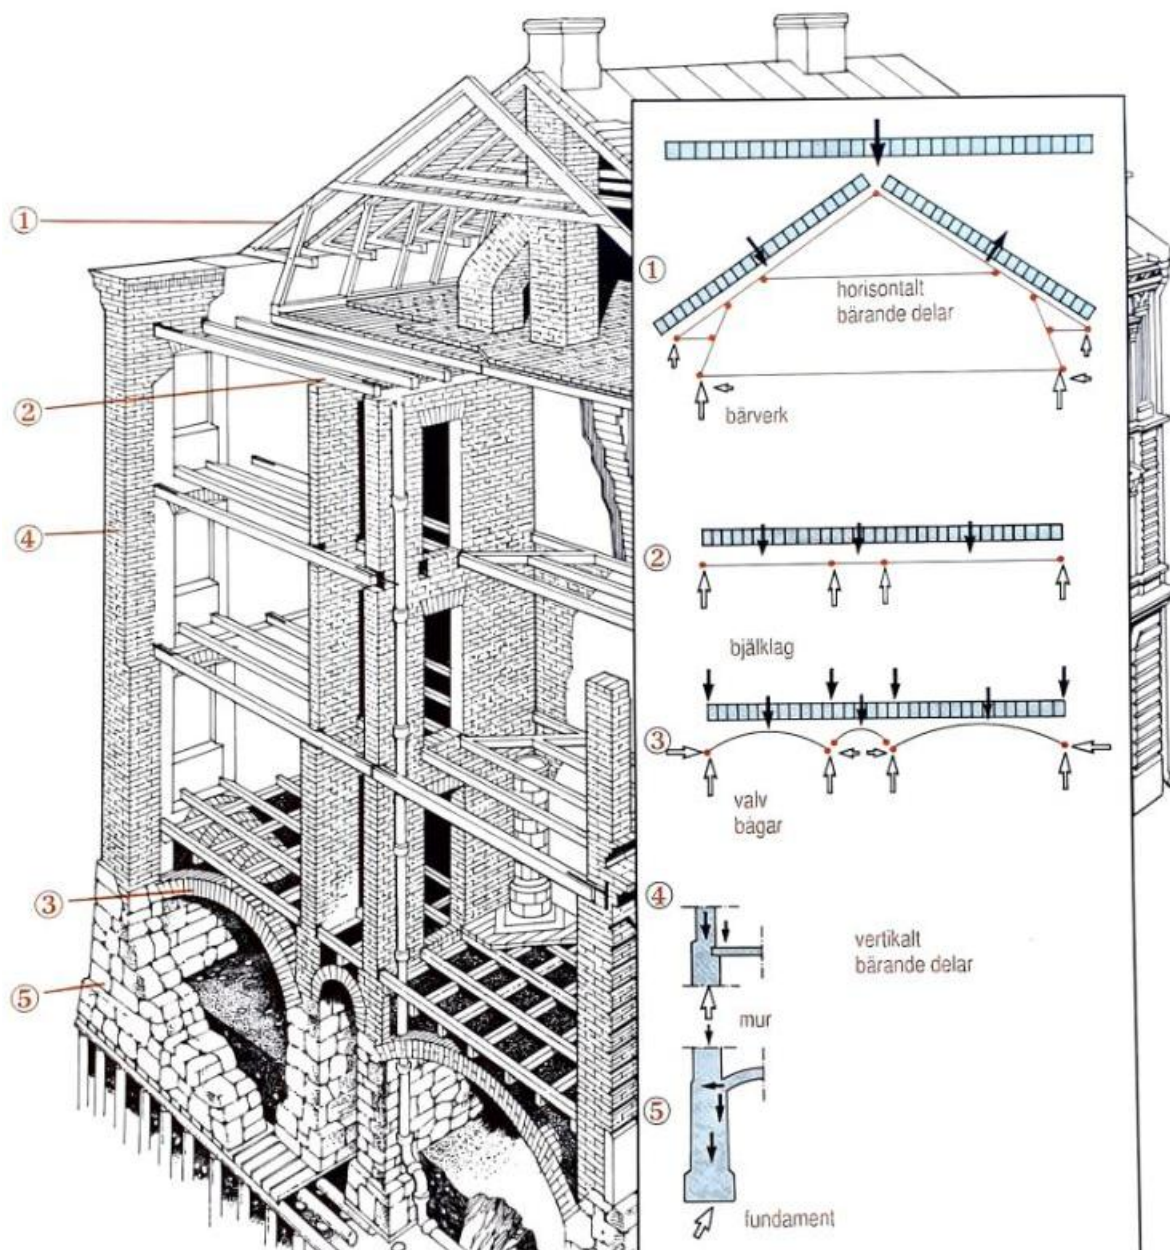 ①
②
④
③
⑤
①
horisontalt
bärande delar
bärverk
②
bjälklag
③
valv
bågar
④
vertikalt
bärande delar
mur
⑤
fundament